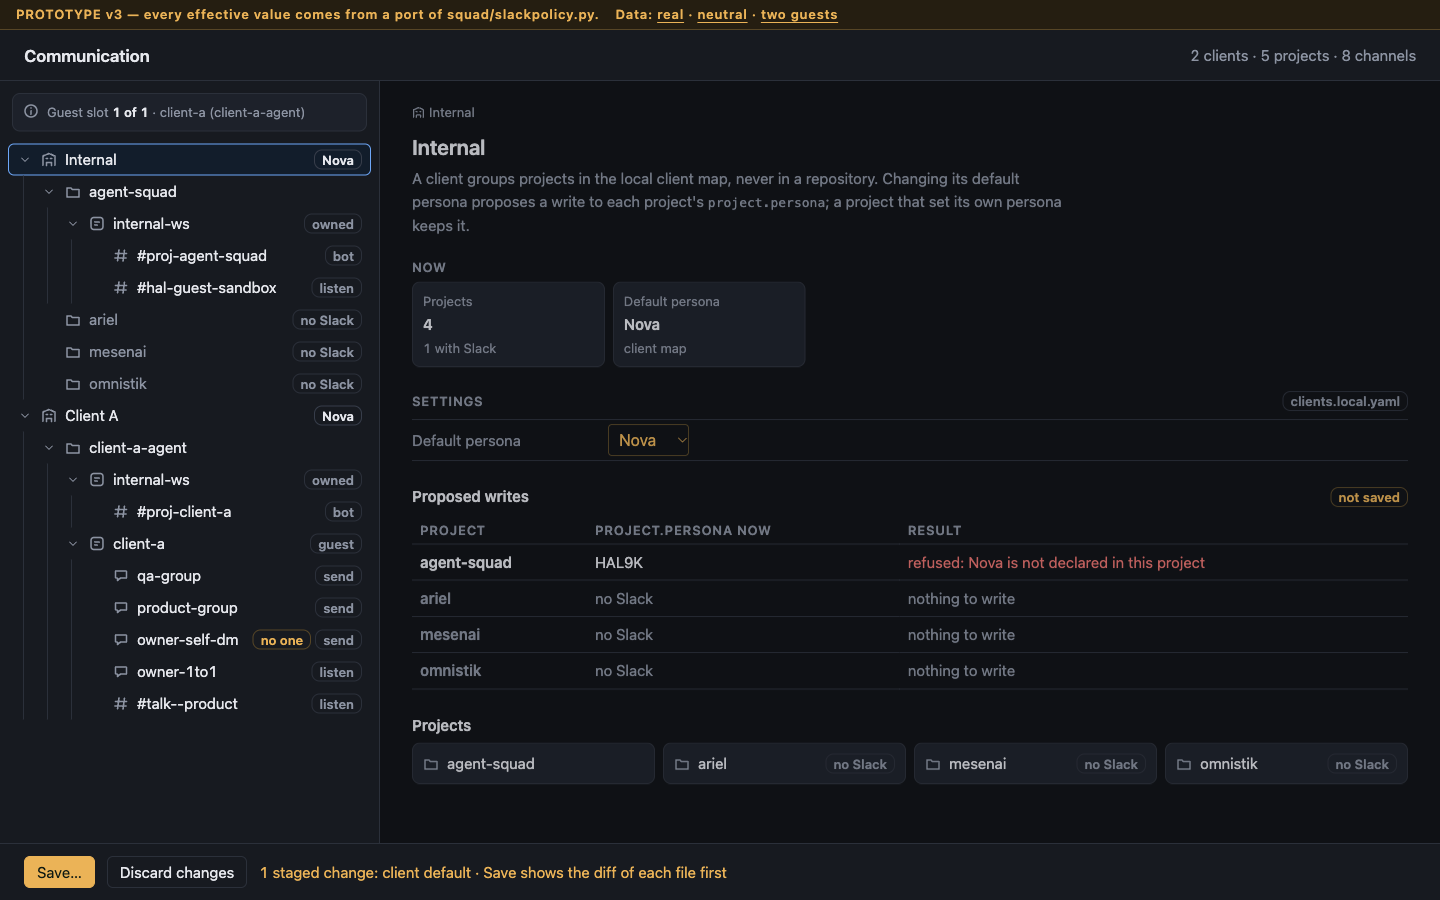 PROTOTYPE v3 — every effective value comes from a port of squad/slackpolicy.py. Data: real · neutral · two guests
Communication
2 clients · 5 projects · 8 channels
Guest slot 1 of 1 · client-a (client-a-agent)
Internal Nova
agent-squad
internal-ws owned
#proj-agent-squad bot
#hal-guest-sandbox listen
ariel no Slack
mesenai no Slack
omnistik no Slack
Client A Nova
client-a-agent
internal-ws owned
#proj-client-a bot
client-a guest
qa-group send
product-group send
owner-self-dm no one send
owner-1to1 listen
#talk--product listen
Internal
Internal
A client groups projects in the local client map, never in a repository. Changing its default
persona proposes a write to each project's project.persona; a project that set its own persona
keeps it.
NOW
Projects
4
1 with Slack
Default persona
Nova
client map
SETTINGS clients.local.yaml
Default persona Nova
Proposed writes not saved
PROJECT PROJECT.PERSONA NOW RESULT
agent-squad HAL9K refused: Nova is not declared in this project
ariel no Slack nothing to write
mesenai no Slack nothing to write
omnistik no Slack nothing to write
Projects
agent-squad ariel no Slack mesenai no Slack omnistik no Slack
Save... Discard changes 1 staged change: client default · Save shows the diff of each file first